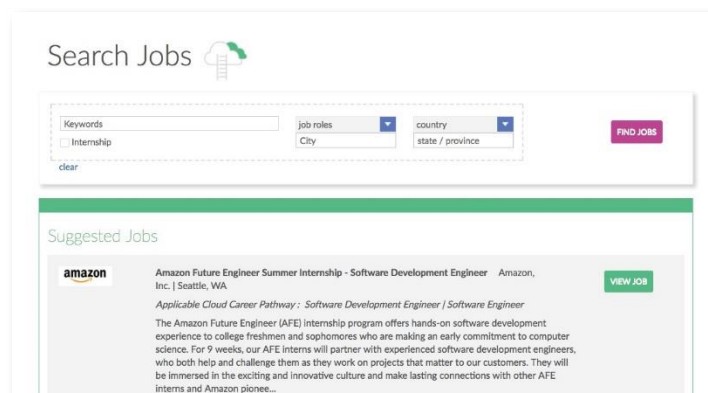 Search Jobs
Keywords
job roles
country
FIND JOBS
Internship
City
state / province
clear
Suggested Jobs
amazon
Amazon Future Engineer Summer Internship - Software Development Engineer Amazon,
Inc. | Seattle, WA
VIEW JOB
Applicable Cloud Career Pathway : Software Development Engineer / Software Engineer
The Amazon Future Engineer (AFE) internship program offers hands-on software development
experience to college freshmen and sophomores who are making an early commitment to computer
science. For 9 weeks, our AFE interns will partner with experienced software development engineers,
who both help and challenge them as they work on projects that matter to our customers. They will
be immersed in the exciting and innovative culture and make lasting connections with other AFE
interns and Amazon pionee...